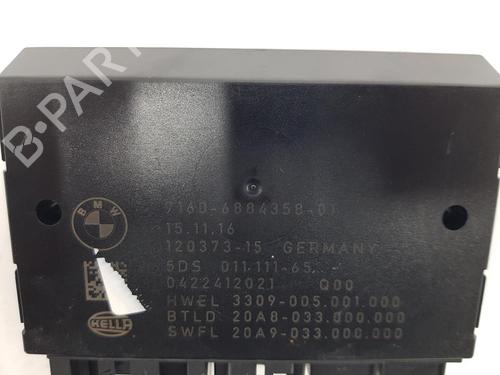 B-PARTS
BMW
7160-6884358-01
15.11.16
120373-15 GERMANY
5DS 011.111-65
0422412021 Q00
HWEL 3309-005.001.000
HELLA
BTLD 20A8-033.000.000
SWFL 20A9-033.000.000